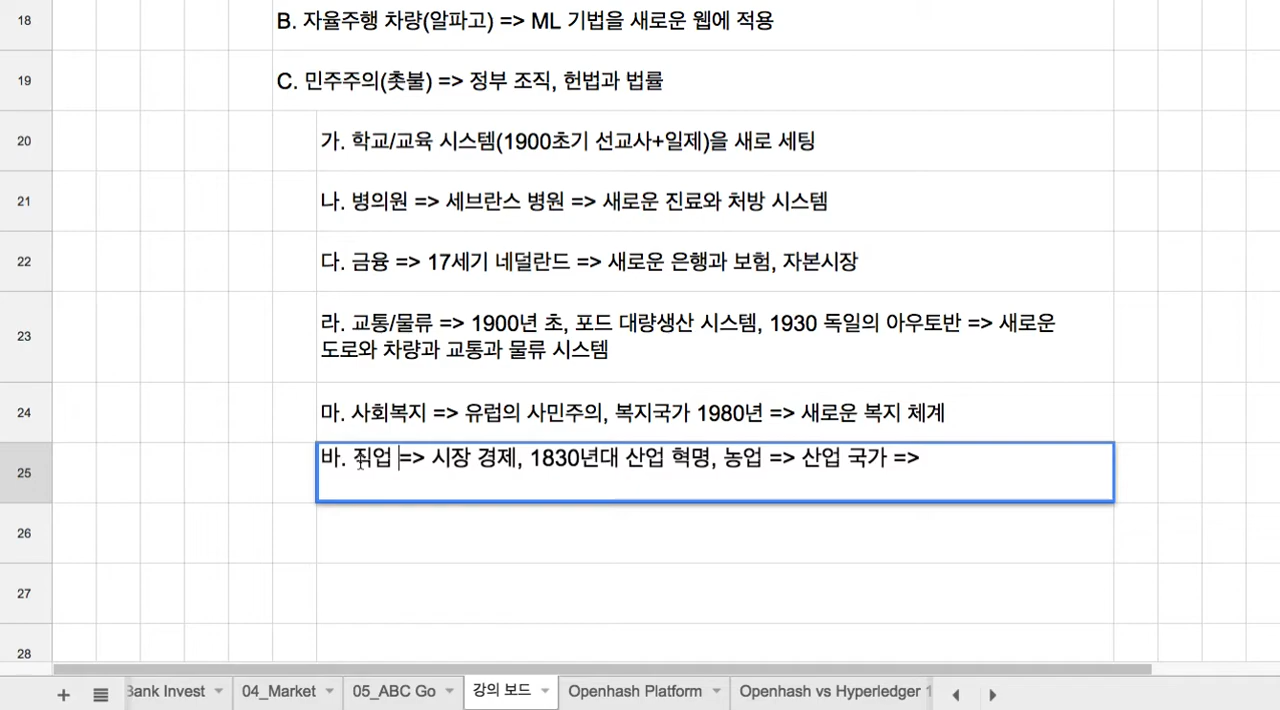 18
B. 자율주행 차량(알파고) => ML 기법을 새로운 웹에 적용
19
C. 민주주의(촛불) => 정부 조직, 헌법과 법률
20
가. 학교/교육 시스템(1900초기 선교사+일제)을 새로 세팅
21
나. 병의원 => 세브란스 병원 => 새로운 진료와 처방 시스템
22
다. 금융 => 17세기 네덜란드 => 새로운 은행과 보험, 자본시장
23
라. 교통/물류 => 1900년 초, 포드 대량생산 시스템, 1930 독일의 아우토반 => 새로운
도로와 차량과 교통과 물류 시스템
24
마. 사회복지 => 유럽의 사민주의, 복지국가 1980년 => 새로운 복지 체계
25
바. 직업 => 시장 경제, 1830년대 산업 혁명, 농업 => 산업 국가 =>
26
27
28
Bank Invest 04_Market 05_ABC Go 강의 보드 Openhash Platform Openhash vs Hyperledger 1